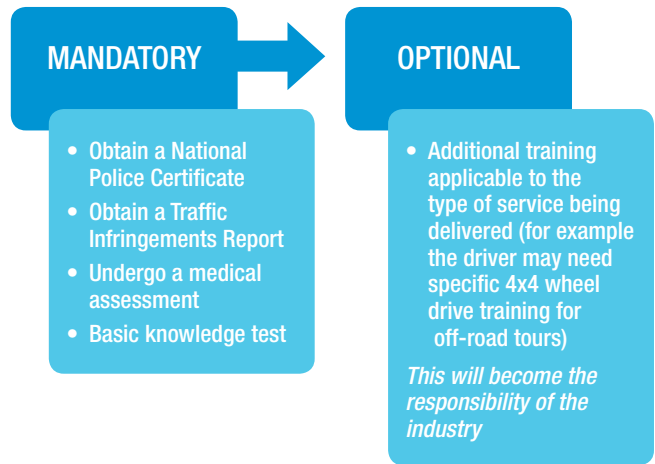 MANDATORY
• Obtain a National
Police Certificate
• Obtain a Traffic
Infringements Report
• Undergo a medical
assessment
• Basic knowledge test
OPTIONAL
• Additional training
applicable to the
type of service being
delivered (for example
the driver may need
specific 4x4 wheel
drive training for
off-road tours)
This will become the
responsibility of the
industry